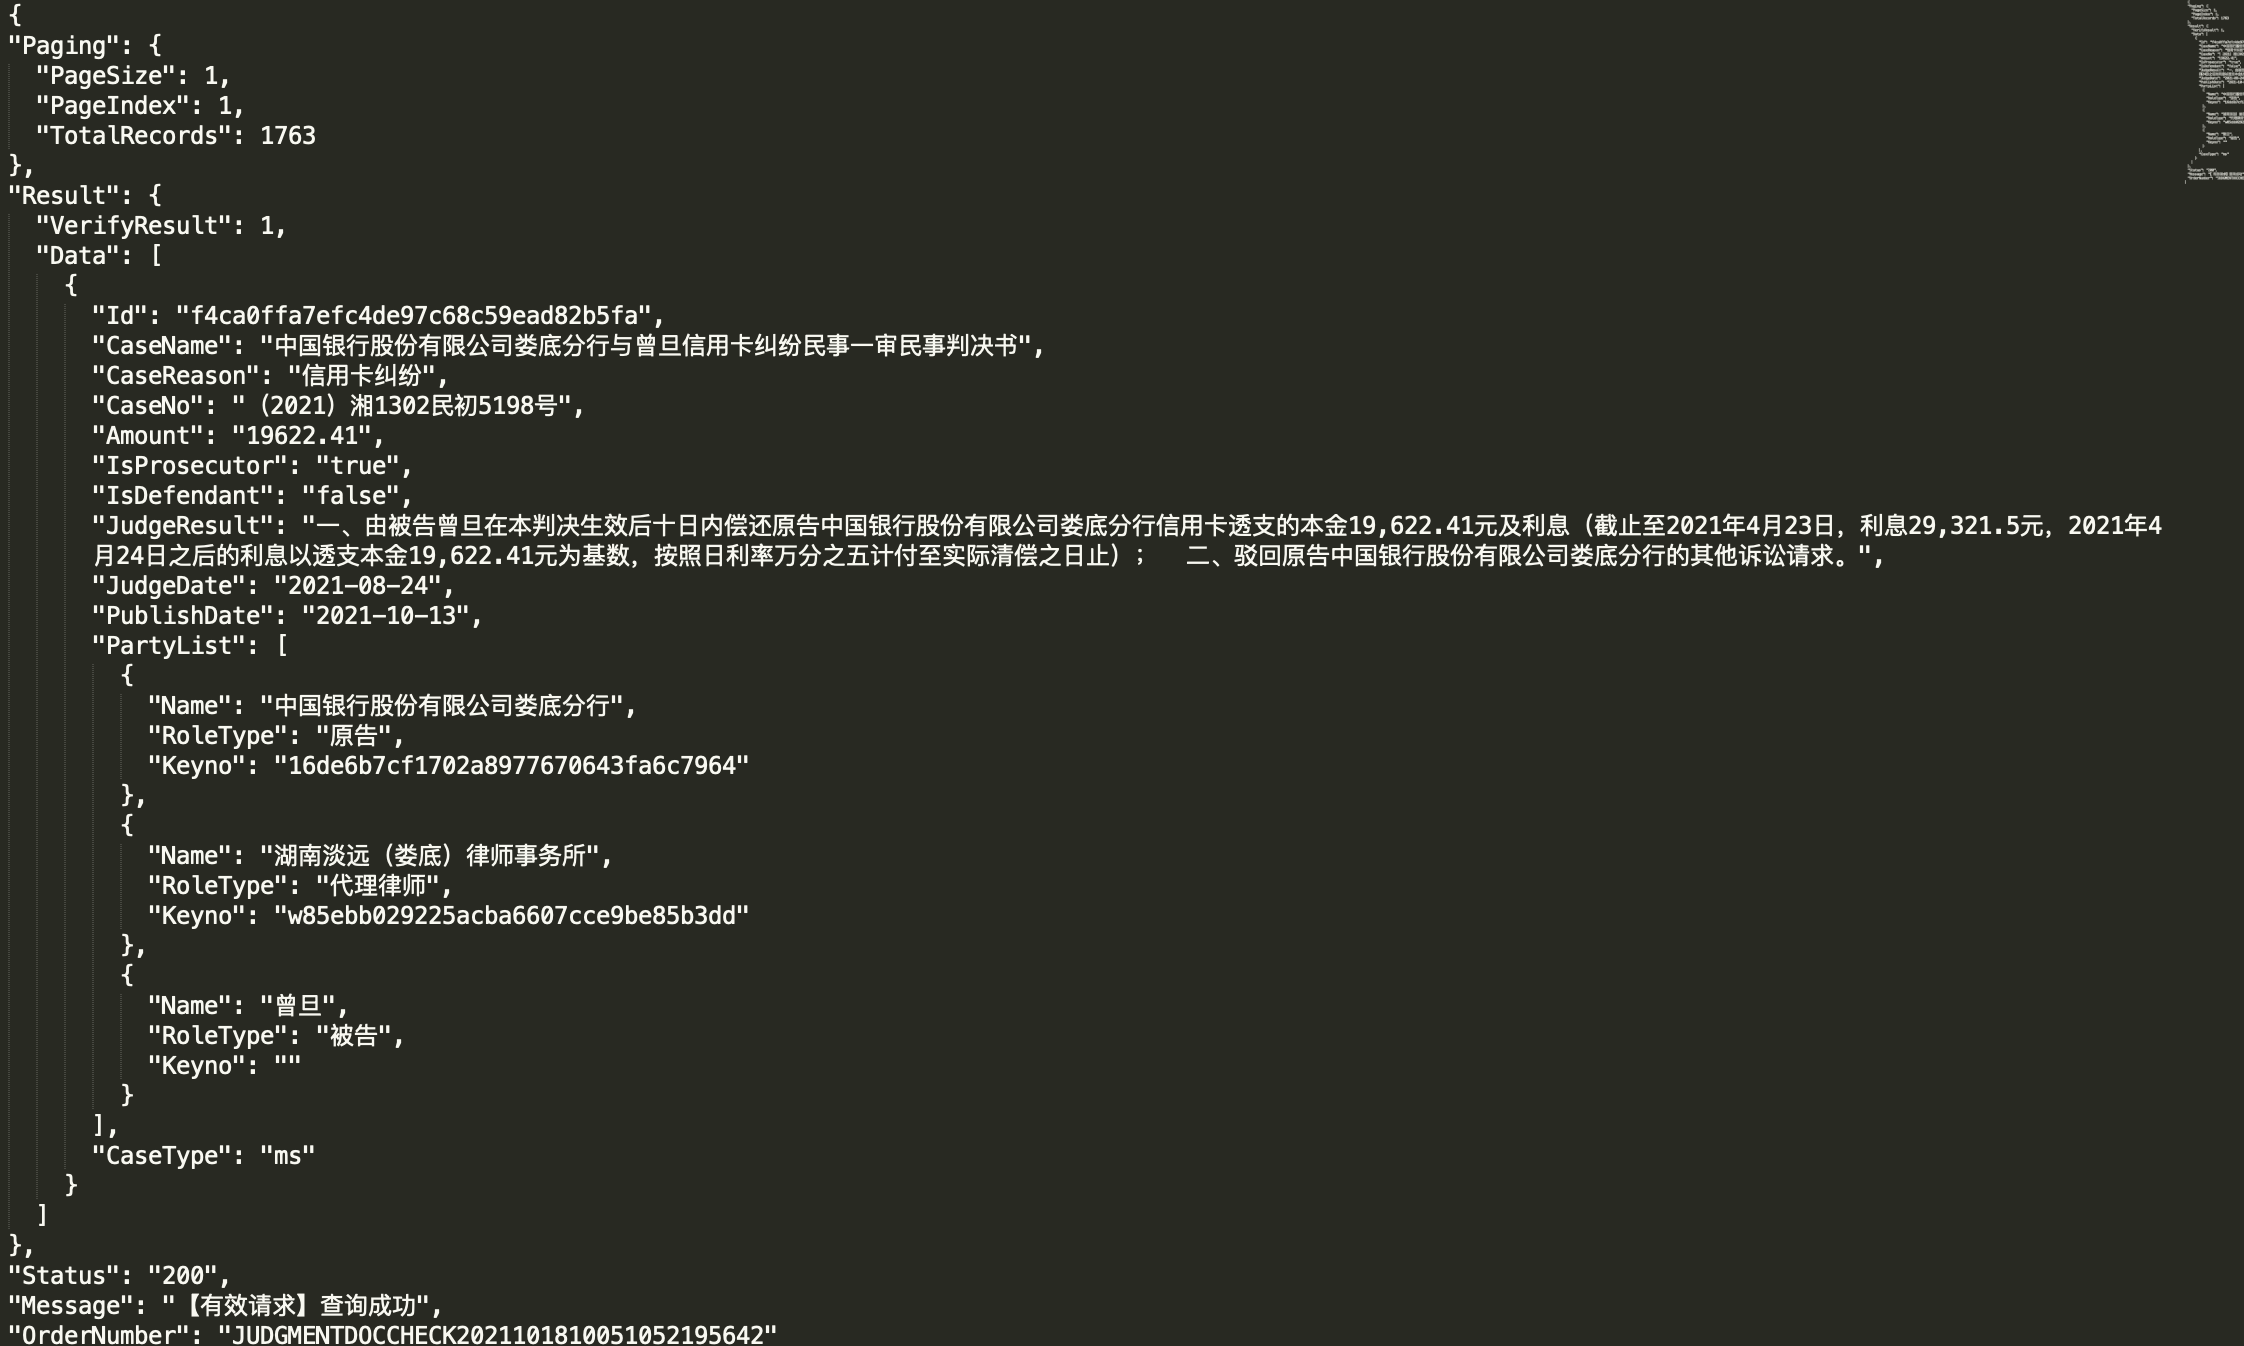 {
"Paging": {
"PageSize": 1,
"PageIndex": 1,
"TotalRecords": 1763
},
"Result": {
"VerifyResult": 1,
"Data": [
{
"Id": "f4ca0ffa7efc4de97c68c59ead82b5fa",
"CaseName": "中国银行股份有限公司娄底分行与曾旦信用卡纠纷民事一审民事判决书",
"CaseReason": "信用卡纠纷",
"CaseNo": "（2021）湘1302民初5198号",
"Amount": "19622.41",
"IsProsecutor": "true",
"IsDefendant": "false",
"JudgeResult": "一、由被告曾旦在本判决生效后十日内偿还原告中国银行股份有限公司娄底分行信用卡透支的本金19,622.41元及利息（截止至2021年4月23日，利息29,321.5元，2021年4
月24日之后的利息以透支本金19,622.41元为基数，按照日利率万分之五计付至实际清偿之日止）；  二、驳回原告中国银行股份有限公司娄底分行的其他诉讼请求。",
"JudgeDate": "2021-08-24",
"PublishDate": "2021-10-13",
"PartyList": [
{
"Name": "中国银行股份有限公司娄底分行",
"RoleType": "原告",
"Keyno": "16de6b7cf1702a8977670643fa6c7964"
},
{
"Name": "湖南淡远（娄底）律师事务所",
"RoleType": "代理律师",
"Keyno": "w85ebb029225acba6607cce9be85b3dd"
},
{
"Name": "曾旦",
"RoleType": "被告",
"Keyno": ""
}
],
"CaseType": "ms"
}
]
},
"Status": "200",
"Message": "【有效请求】查询成功",
"OrderNumber": "JUDGMENTDOCCHECK2021101810051052195642"